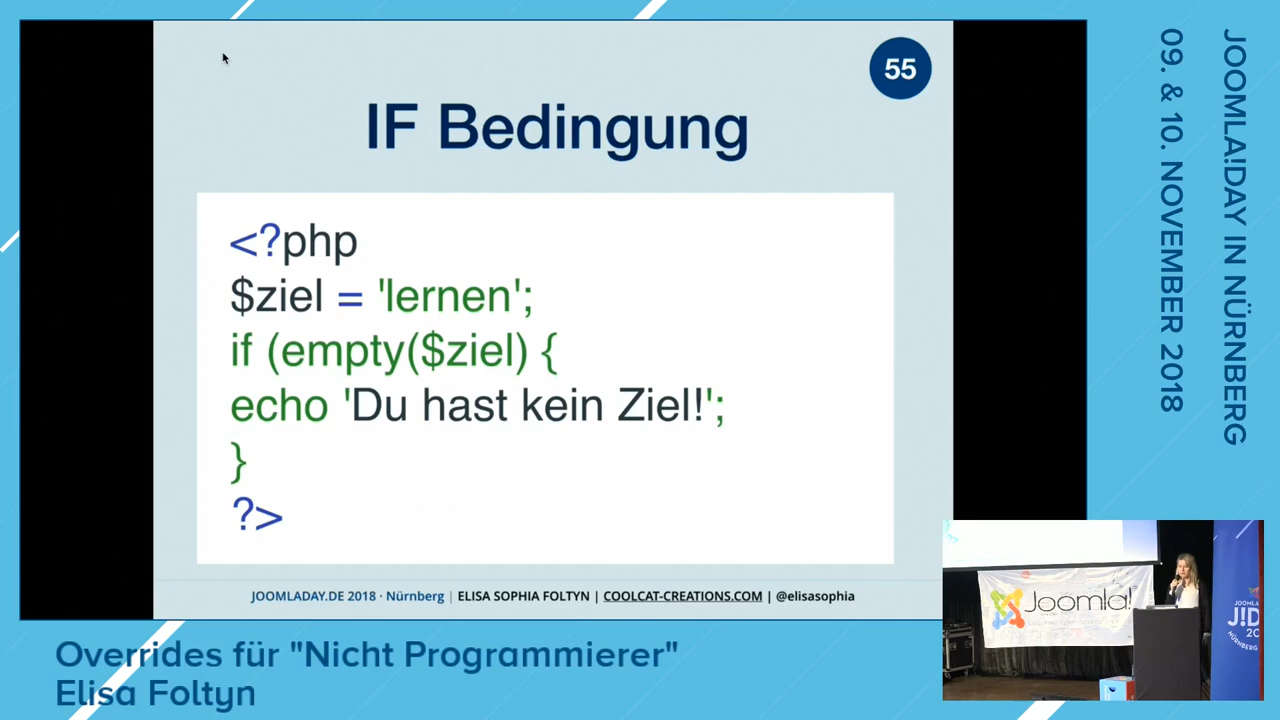 55
IF Bedingung
<?php
$ziel = 'lernen';
if (empty($ziel) {
echo 'Du hast kein Ziel!';
}
?>
JOOMLADAY.DE 2018 · Nürnberg | ELISA SOPHIA FOLTYN | COOLCAT-CREATIONS.COM | @elisasophia
Overrides für "Nicht Programmierer"
Elisa Foltyn
JOOMLA!DAY IN NÜRNBERG
09. & 10. NOVEMBER 2018
Joomla!